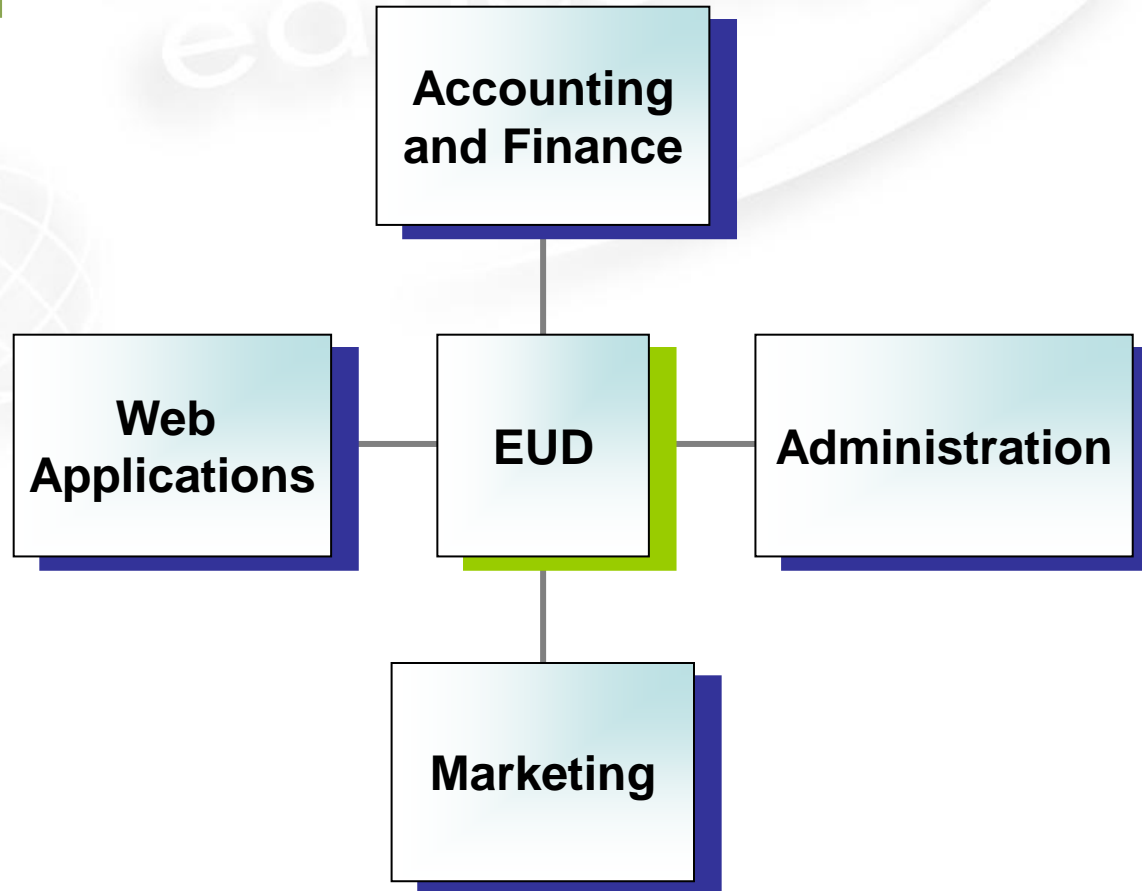 Accounting
and Finance
Web
Applications
EUD
Administration
Marketing